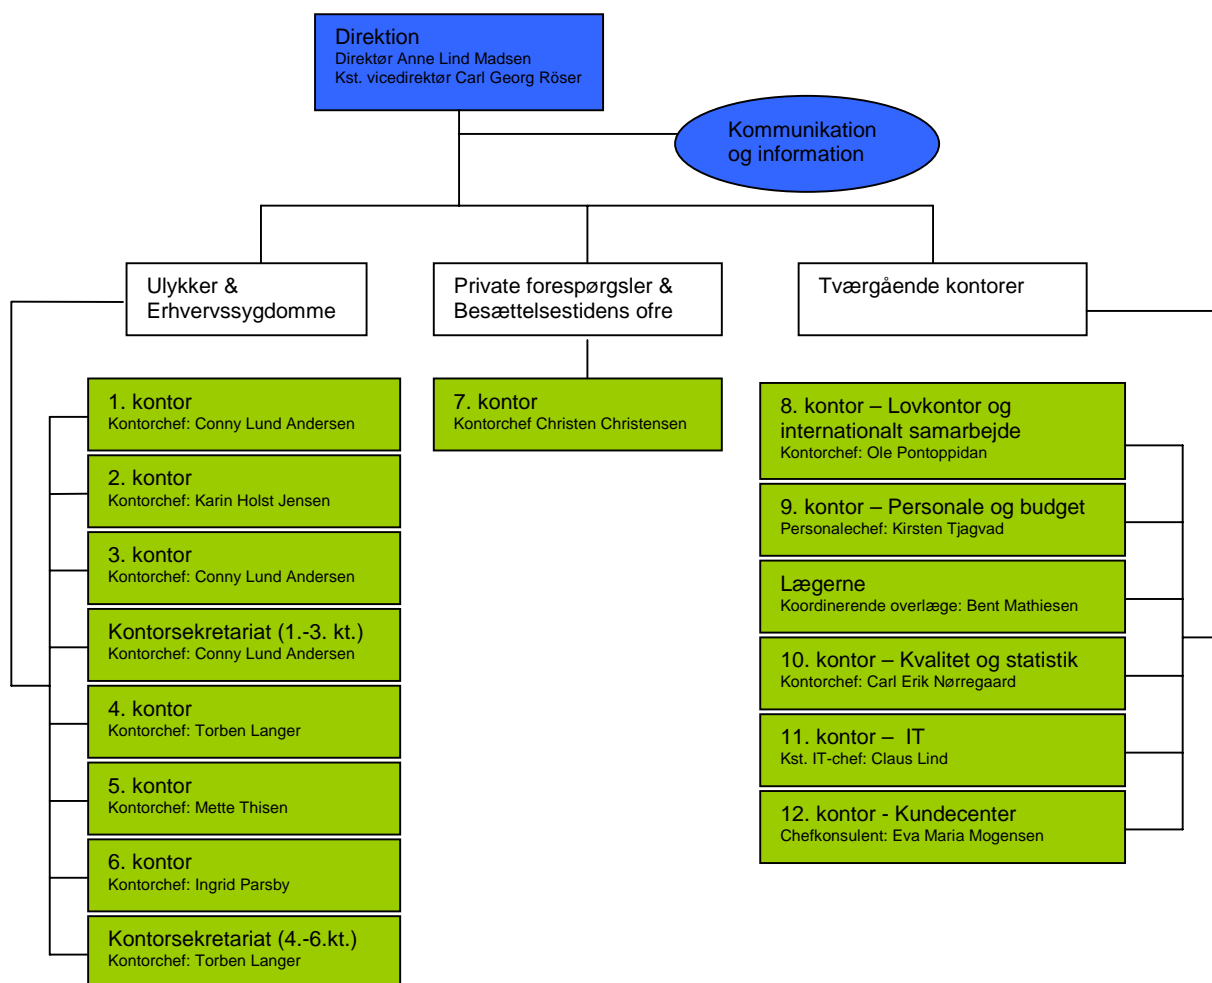 Direktion
Direktør Anne Lind Madsen
Kst. vicedirektør Carl Georg Röser
Kommunikation
og information
Ulykker &
Erhvervssygdomme
Private forespørgsler &
Besættelsestidens ofre
Tværgående kontorer
1. kontor
Kontorchef: Conny Lund Andersen
2. kontor
Kontorchef: Karin Holst Jensen
3. kontor
Kontorchef: Conny Lund Andersen
Kontorsekretariat (1.-3. kt.)
Kontorchef: Conny Lund Andersen
4. kontor
Kontorchef: Torben Langer
5. kontor
Kontorchef: Mette Thisen
6. kontor
Kontorchef: Ingrid Parsby
Kontorsekretariat (4.-6.kt.)
Kontorchef: Torben Langer
7. kontor
Kontorchef Christen Christensen
8. kontor – Lovkontor og
internationalt samarbejde
Kontorchef: Ole Pontoppidan
9. kontor – Personale og budget
Personalechef: Kirsten Tjagvad
Lægerne
Koordinerende overlæge: Bent Mathiesen
10. kontor – Kvalitet og statistik
Kontorchef: Carl Erik Nørregaard
11. kontor – IT
Kst. IT-chef: Claus Lind
12. kontor - Kundecenter
Chefkonsulent: Eva Maria Mogensen